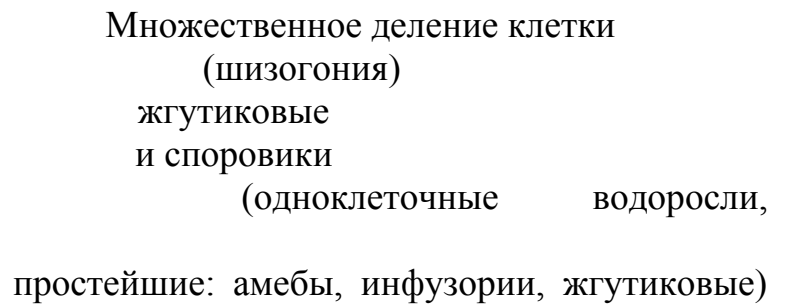 Множественное деление клетки
(шизогония)
жгутиковые
и споровики
(одноклеточные водоросли,
простейшие: амебы, инфузории, жгутиковые)